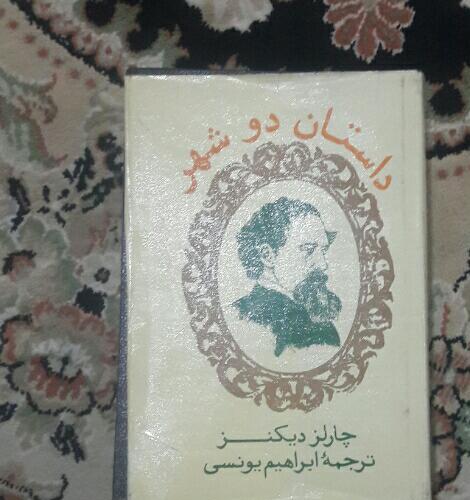 داستان دو شهر
چارلز دیکنز
ترجمهٔ ابراهیم یونسی